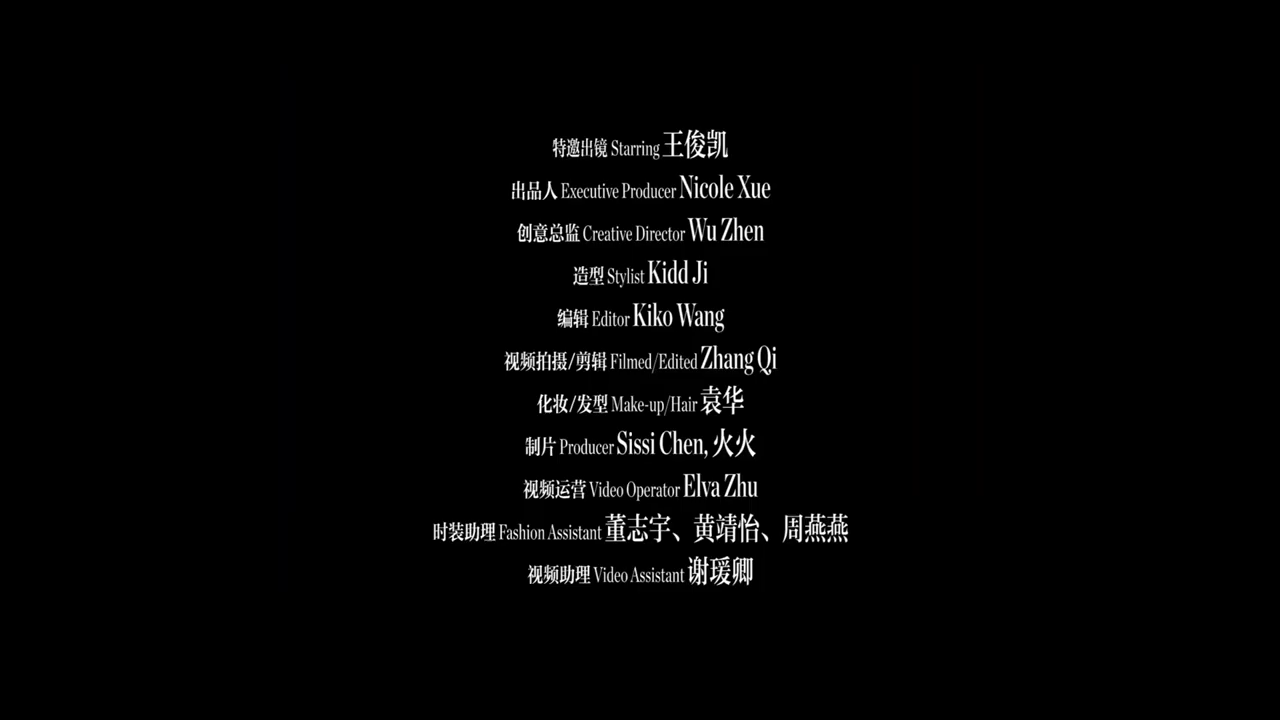 特邀出镜 Starring 王俊凯
出品人 Executive Producer Nicole Xue
创意总监 Creative Director Wu Zhen
造型 Stylist Kidd Ji
编辑 Editor Kiko Wang
视频拍摄/剪辑 Filmed/Edited Zhang Qi
化妆/发型 Make-up/Hair 袁华
制片 Producer Sissi Chen, 火火
视频运营 Video Operator Elva Zhu
时装助理 Fashion Assistant 董志宇、黄靖怡、周燕燕
视频助理 Video Assistant 谢瑗卿